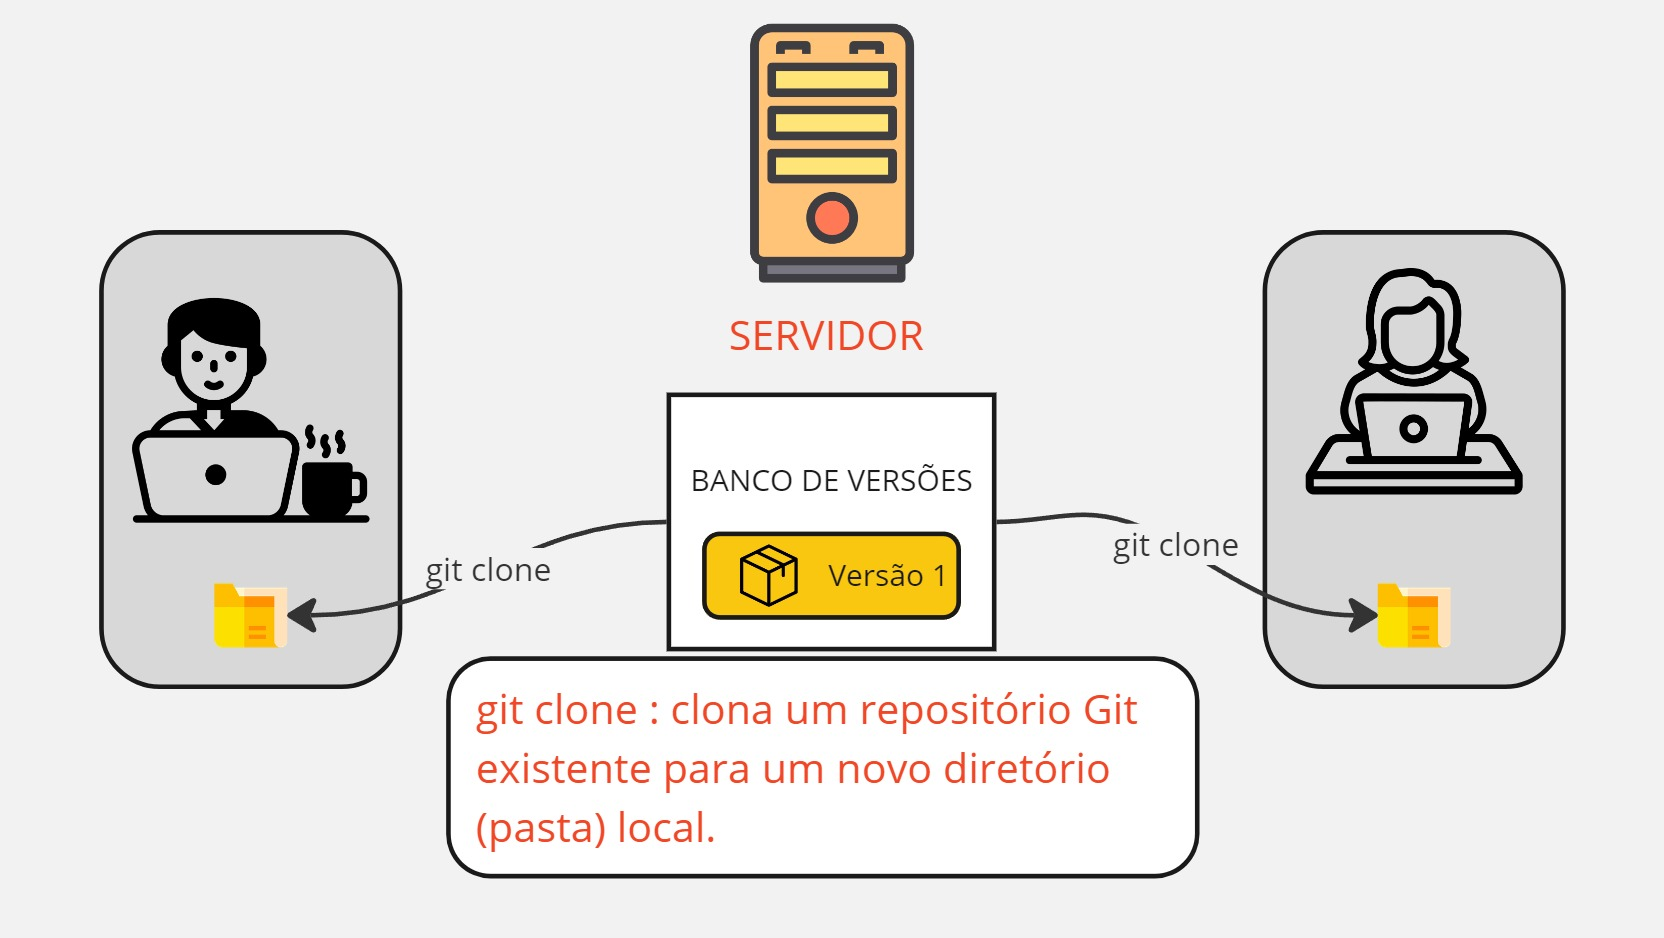 SERVIDOR
BANCO DE VERSÕES
Versão 1
git clone
git clone
git clone : clona um repositório Git
existente para um novo diretório
(pasta) local.